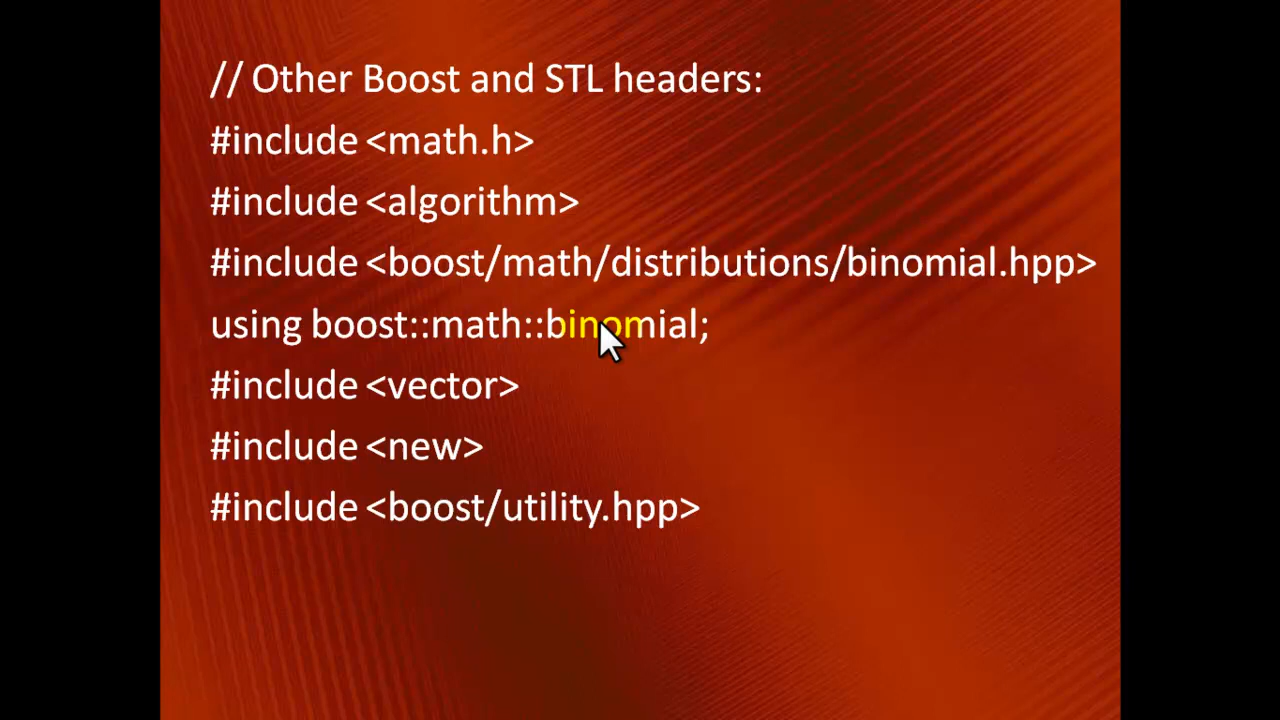 // Other Boost and STL headers:
#include <math.h>
#include <algorithm>
#include <boost/math/distributions/binomial.hpp>
using boost::math::binomial;
#include <vector>
#include <new>
#include <boost/utility.hpp>